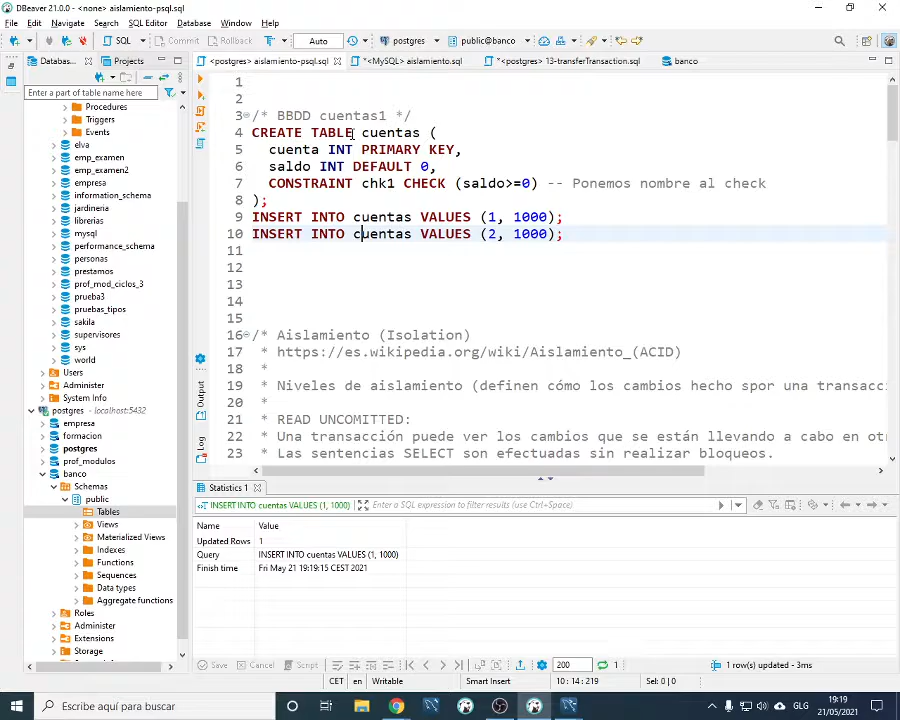 DBeaver 21.0.0 - <none> aislamiento-psql.sql
File Edit Navigate Search SQL Editor Database Window Help
SQL Commit Rollback Auto postgres public@banco
Databas... Projects
<postgres> aislamiento-psql.sql *<MySQL> aislamiento.sql *<postgres> 13-transferTransaction.sql banco
Enter a part of table name here
Procedures
Triggers
Events
elva
emp_examen
emp_examen2
empresa
information_schema
jardineria
librerias
mysql
performance_schema
personas
prestamos
prof_mod_ciclos_3
prueba3
pruebas_tipos
sakila
supervisores
sys
world
Users
Administer
System Info
postgres - localhost:5432
empresa
formacion
postgres
prof_modulos
banco
Schemas
public
Tables
Views
Materialized Views
Indexes
Functions
Sequences
Data types
Aggregate functions
Roles
Administer
Extensions
Storage
1
2
3 /* BBDD cuentas1 */
4 CREATE TABLE cuentas (
5 cuenta INT PRIMARY KEY,
6 saldo INT DEFAULT 0,
7 CONSTRAINT chk1 CHECK (saldo>=0) -- Ponemos nombre al check
8 );
9 INSERT INTO cuentas VALUES (1, 1000);
10 INSERT INTO cuentas VALUES (2, 1000);
11
12
13
14
15
16 /* Aislamiento (Isolation)
17 * https://es.wikipedia.org/wiki/Aislamiento_(ACID)
18 *
19 * Niveles de aislamiento (definen cómo los cambios hecho spor una transacci
20 *
21 * READ UNCOMITTED:
22 * Una transacción puede ver los cambios que se están llevando a cabo en otr
23 * Las sentencias SELECT son efectuadas sin realizar bloqueos.
Output
Log
Statistics 1
INSERT INTO cuentas VALUES (1, 1000) Enter a SQL expression to filter results (use Ctrl+Space)
Name Value
Updated Rows 1
Query INSERT INTO cuentas VALUES (1, 1000)
Finish time Fri May 21 19:19:15 CEST 2021
Save Cancel Script 200 1 1 row(s) updated - 3ms
CET en Writable Smart Insert 10 : 14 : 219 Sel: 0 | 0
Escribe aquí para buscar
GLG
19:19
21/05/2021